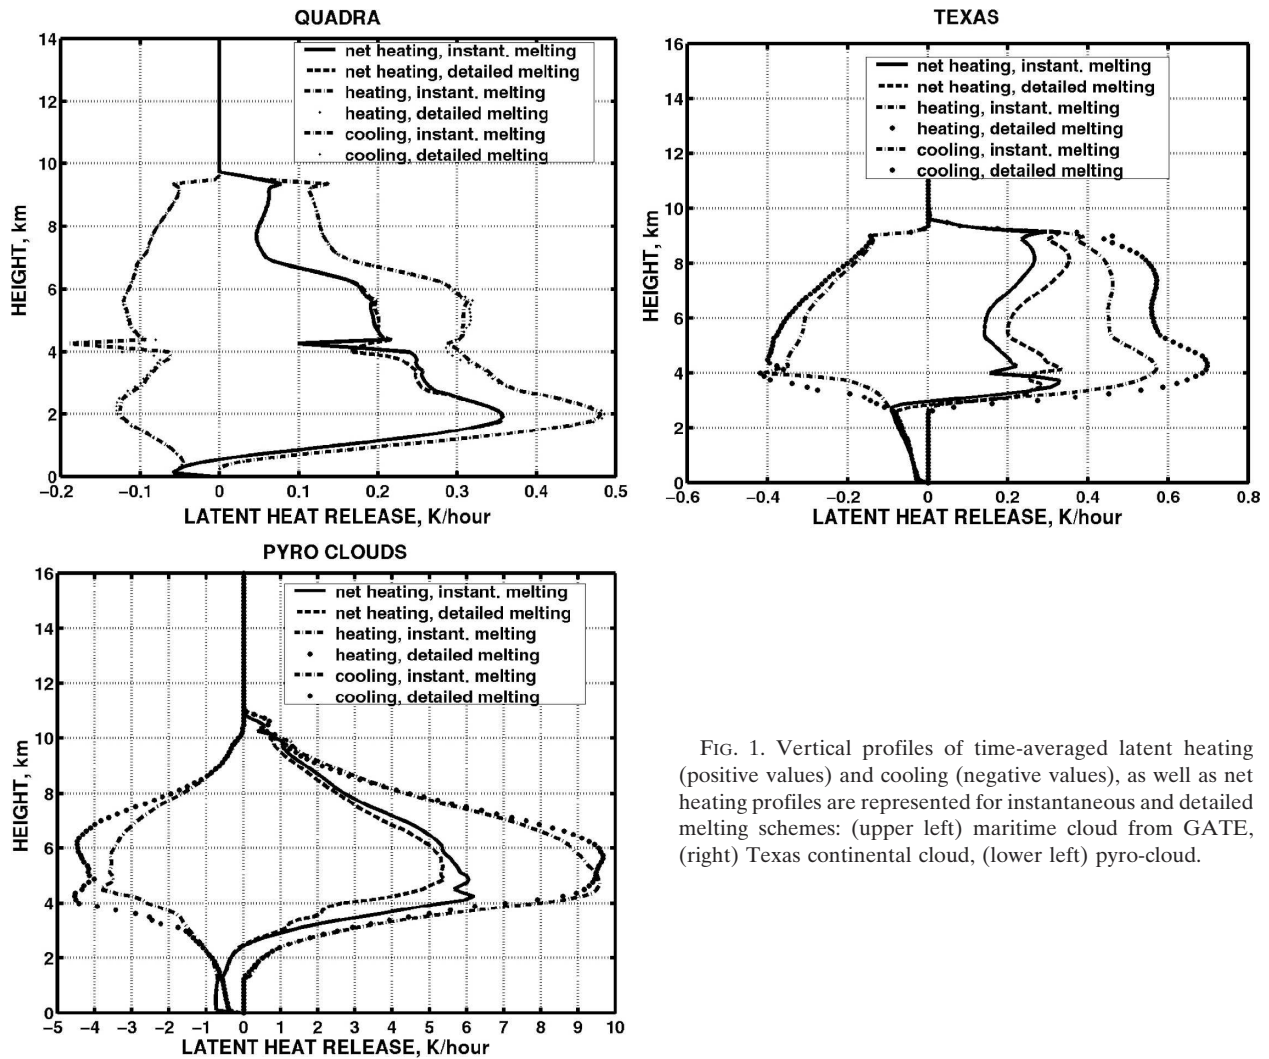 QUADRA
14
12
10
8
6
4
2
0
HEIGHT, km
net heating, instant. melting
net heating, detailed melting
heating, instant. melting
heating, detailed melting
cooling, instant. melting
cooling, detailed melting
−0.2 −0.1 0 0.1 0.2 0.3 0.4 0.5
LATENT HEAT RELEASE, K/hour
TEXAS
16
14
12
10
8
6
4
2
0
HEIGHT, km
net heating, instant. melting
net heating, detailed melting
heating, instant. melting
heating, detailed melting
cooling, instant. melting
cooling, detailed melting
−0.6 −0.4 −0.2 0 0.2 0.4 0.6 0.8
LATENT HEAT RELEASE, K/hour
PYRO CLOUDS
16
14
12
10
8
6
4
2
0
HEIGHT, km
net heating, instant. melting
net heating, detailed melting
heating, instant. melting
heating, detailed melting
cooling, instant. melting
cooling, detailed melting
−5 −4 −3 −2 −1 0 1 2 3 4 5 6 7 8 9 10
LATENT HEAT RELEASE, K/hour
FIG. 1. Vertical profiles of time-averaged latent heating
(positive values) and cooling (negative values), as well as net
heating profiles are represented for instantaneous and detailed
melting schemes: (upper left) maritime cloud from GATE,
(right) Texas continental cloud, (lower left) pyro-cloud.